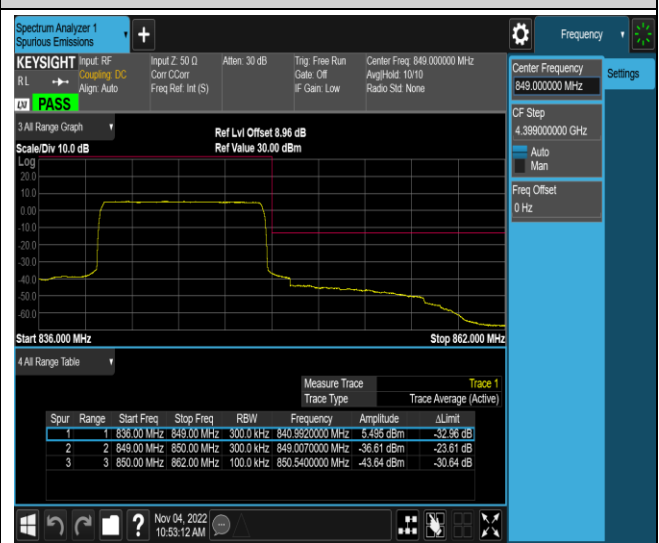 Spectrum Analyzer 1
Spurious Emissions
Frequency
KEYSIGHT Input: RF Input Z: 50 Ω Atten: 30 dB Trig: Free Run Center Freq: 849.000000 MHz
RL Coupling: DC Corr CCorr Gate: Off Avg|Hold: 10/10
Align: Auto Freq Ref: Int (S) IF Gain: Low Radio Std: None
LXI PASS
Center Frequency
849.000000 MHz
Settings
CF Step
4.399000000 GHz
Auto
Man
Freq Offset
0 Hz
3 All Range Graph
Ref Lvl Offset 8.96 dB
Scale/Div 10.0 dB Ref Value 30.00 dBm
Log
20.0
10.0
0.00
-10.0
-20.0
-30.0
-40.0
-50.0
-60.0
Start 836.000 MHz Stop 862.000 MHz
4 All Range Table
Measure Trace Trace 1
Trace Type Trace Average (Active)
Spur Range Start Freq Stop Freq RBW Frequency Amplitude ΔLimit
1 1 836.00 MHz 849.00 MHz 300.0 kHz 840.9920000 MHz 5.495 dBm -32.96 dB
2 2 849.00 MHz 850.00 MHz 300.0 kHz 849.0070000 MHz -36.61 dBm -23.61 dB
3 3 850.00 MHz 862.00 MHz 100.0 kHz 850.5400000 MHz -43.64 dBm -30.64 dB
Nov 04, 2022
10:53:12 AM